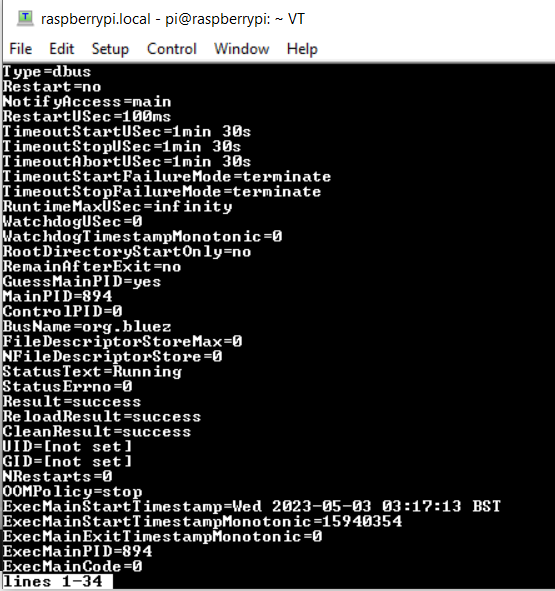 raspberrypi.local - pi@raspberrypi: ~ VT
File Edit Setup Control Window Help
Type=dbus
Restart=no
NotifyAccess=main
RestartUSec=100ms
TimeoutStartUSec=1min 30s
TimeoutStopUSec=1min 30s
TimeoutAbortUSec=1min 30s
TimeoutStartFailureMode=terminate
TimeoutStopFailureMode=terminate
RuntimeMaxUSec=infinity
WatchdogUSec=0
WatchdogTimestampMonotonic=0
RootDirectoryStartOnly=no
RemainAfterExit=no
GuessMainPID=yes
MainPID=894
ControlPID=0
BusName=org.bluez
FileDescriptorStoreMax=0
NFileDescriptorStore=0
StatusText=Running
StatusErrno=0
Result=success
ReloadResult=success
CleanResult=success
UID=[not set]
GID=[not set]
NRestarts=0
OOMPolicy=stop
ExecMainStartTimestamp=Wed 2023-05-03 03:17:13 BST
ExecMainStartTimestampMonotonic=15940354
ExecMainExitTimestampMonotonic=0
ExecMainPID=894
ExecMainCode=0
lines 1-34